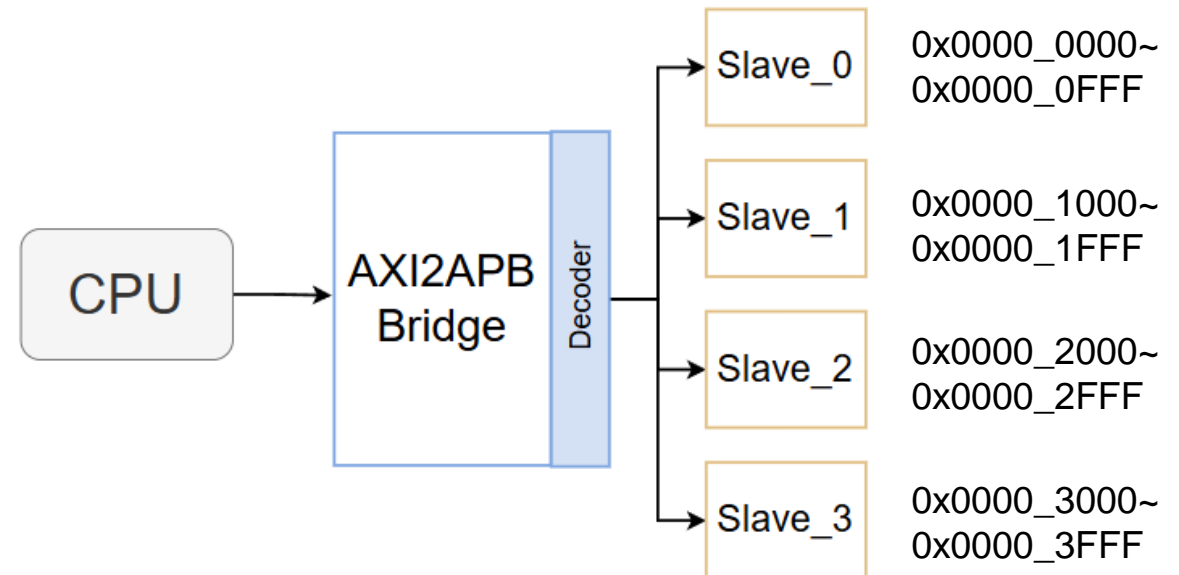 CPU
AXI2APB
Bridge
Decoder
Slave_0
0x0000_0000~
0x0000_0FFF
Slave_1
0x0000_1000~
0x0000_1FFF
Slave_2
0x0000_2000~
0x0000_2FFF
Slave_3
0x0000_3000~
0x0000_3FFF